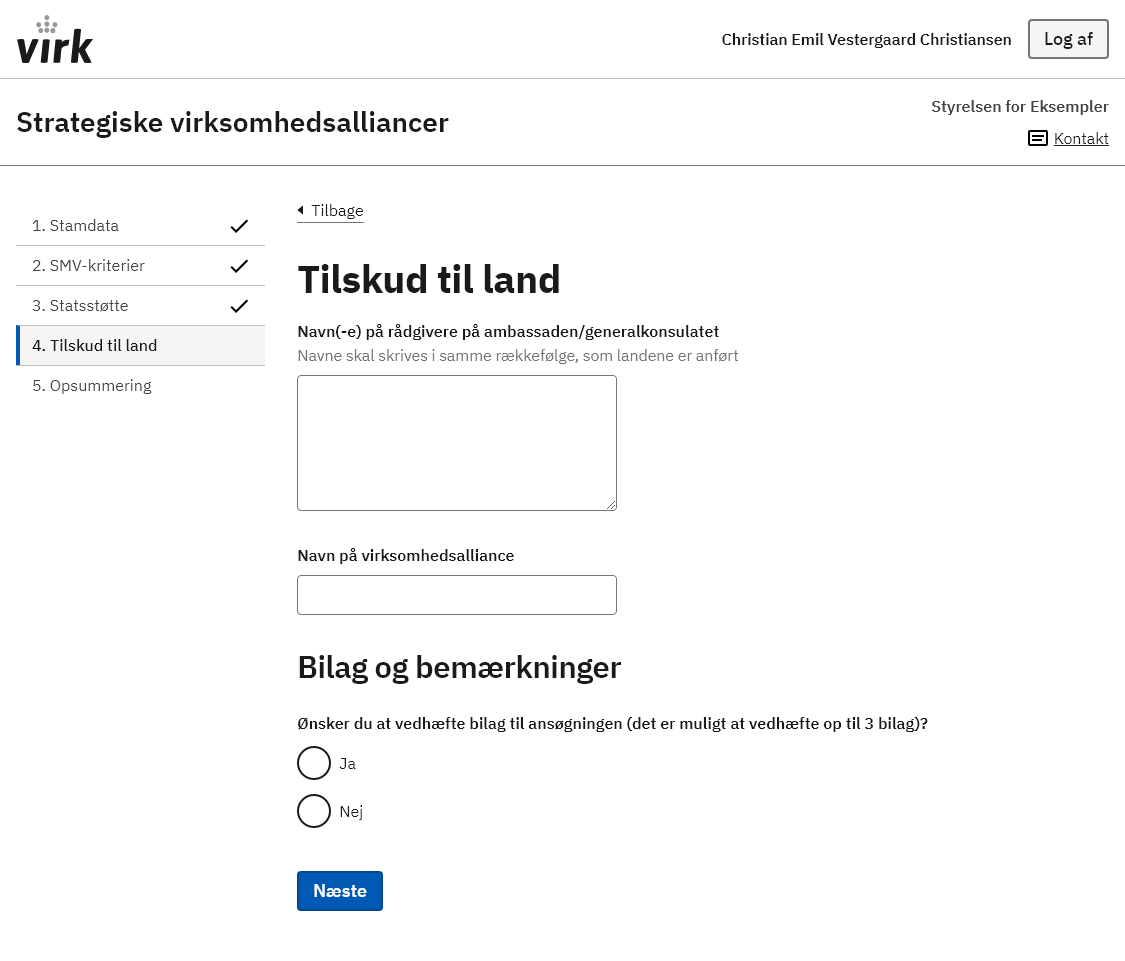 virk
Christian Emil Vestergaard Christiansen
Log af
Strategiske virksomhedsalliancer
Styrelsen for Eksempler
Kontakt
1. Stamdata
2. SMV-kriterier
3. Statsstøtte
4. Tilskud til land
5. Opsummering
Tilbage
Tilskud til land
Navn(-e) på rådgivere på ambassaden/generalkonsulatet
Navne skal skrives i samme rækkefølge, som landene er anført
Navn på virksomhedsalliance
Bilag og bemærkninger
Ønsker du at vedhæfte bilag til ansøgningen (det er muligt at vedhæfte op til 3 bilag)?
Ja
Nej
Næste